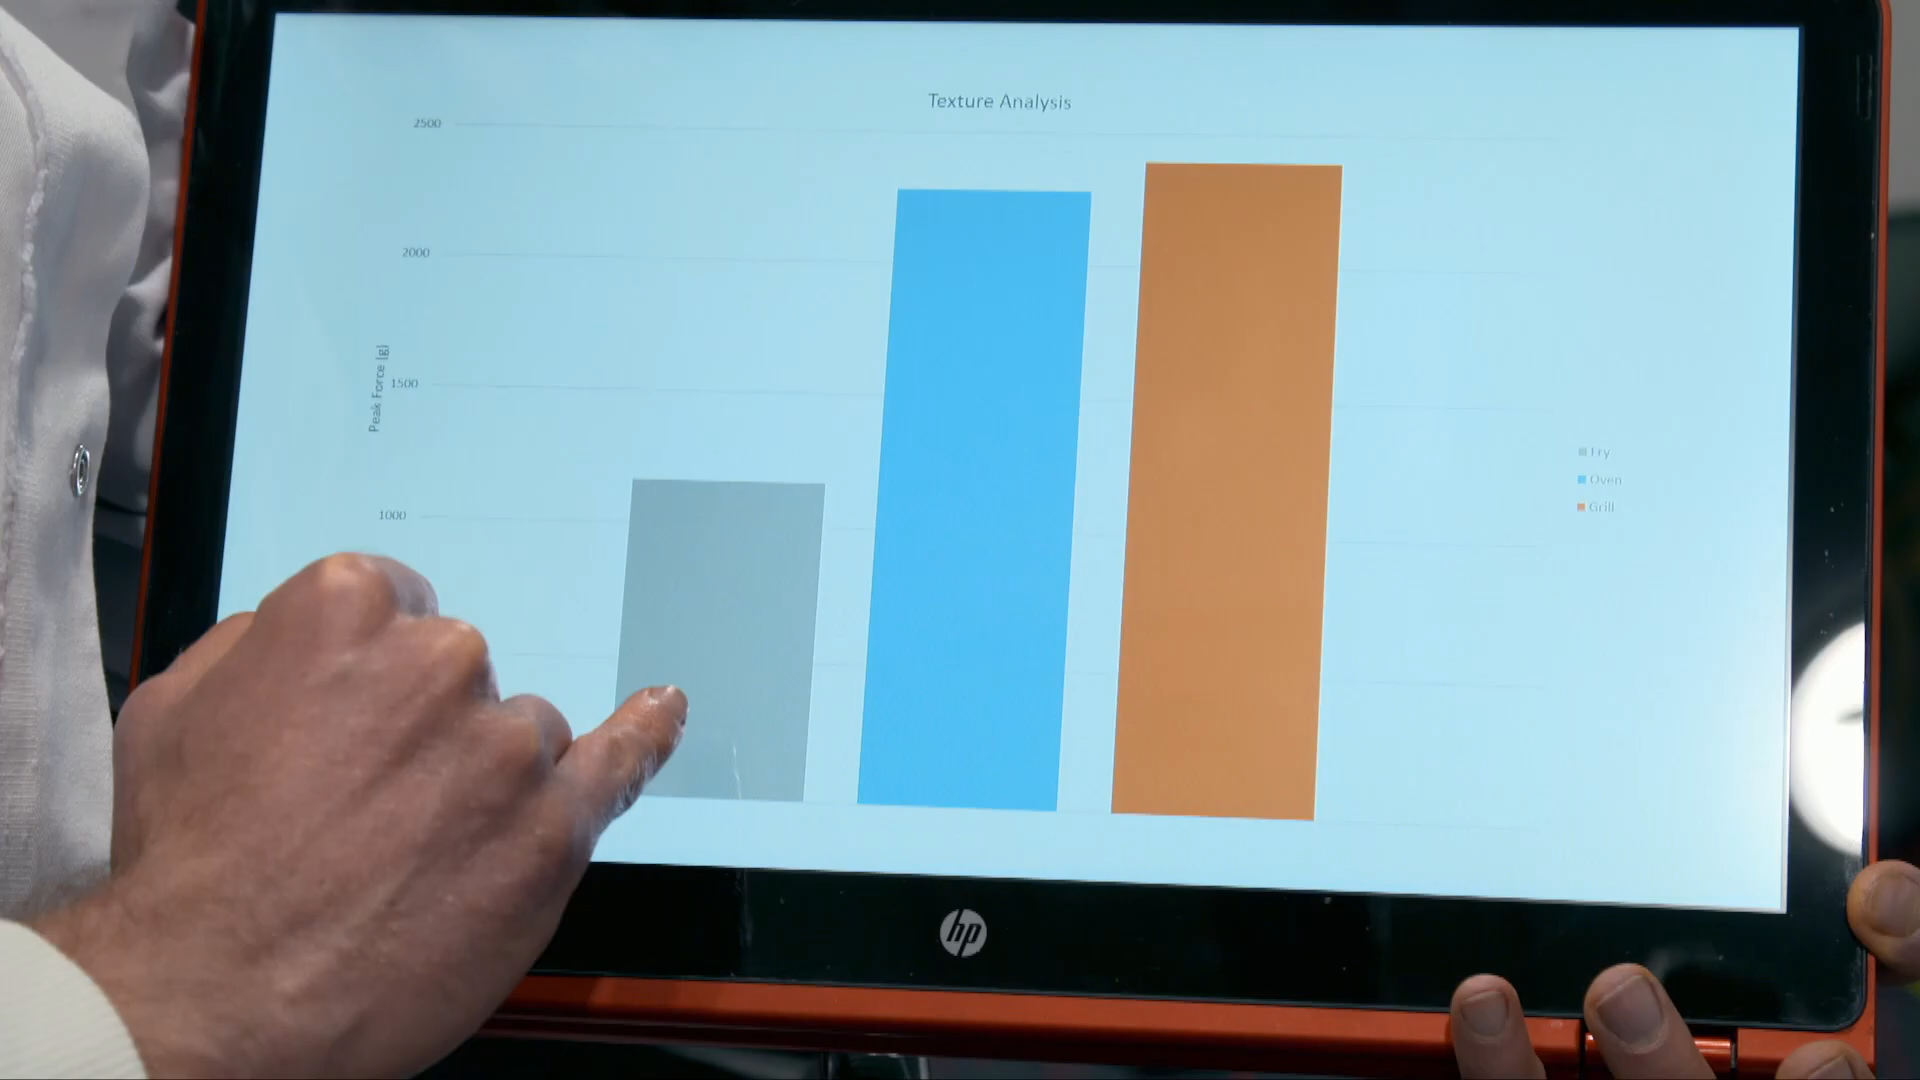 Texture Analysis
2500
2000
1500
1000
Peak Force (g)
Fry
Oven
Grill
hp